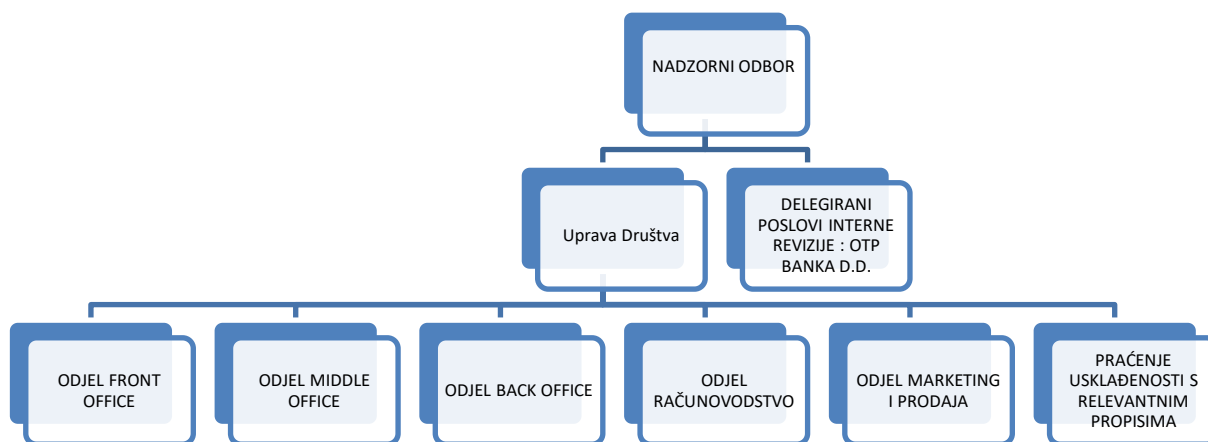 NADZORNI ODBOR
Uprava Društva
DELEGIRANI
POSLOVI INTERNE
REVIZIJE : OTP
BANKA D.D.
ODJEL FRONT
OFFICE
ODJEL MIDDLE
OFFICE
ODJEL BACK OFFICE
ODJEL
RAČUNOVODSTVO
ODJEL MARKETING
I PRODAJA
PRAĆENJE
USKLAĐENOSTI S
RELEVANTNIM
PROPISIMA